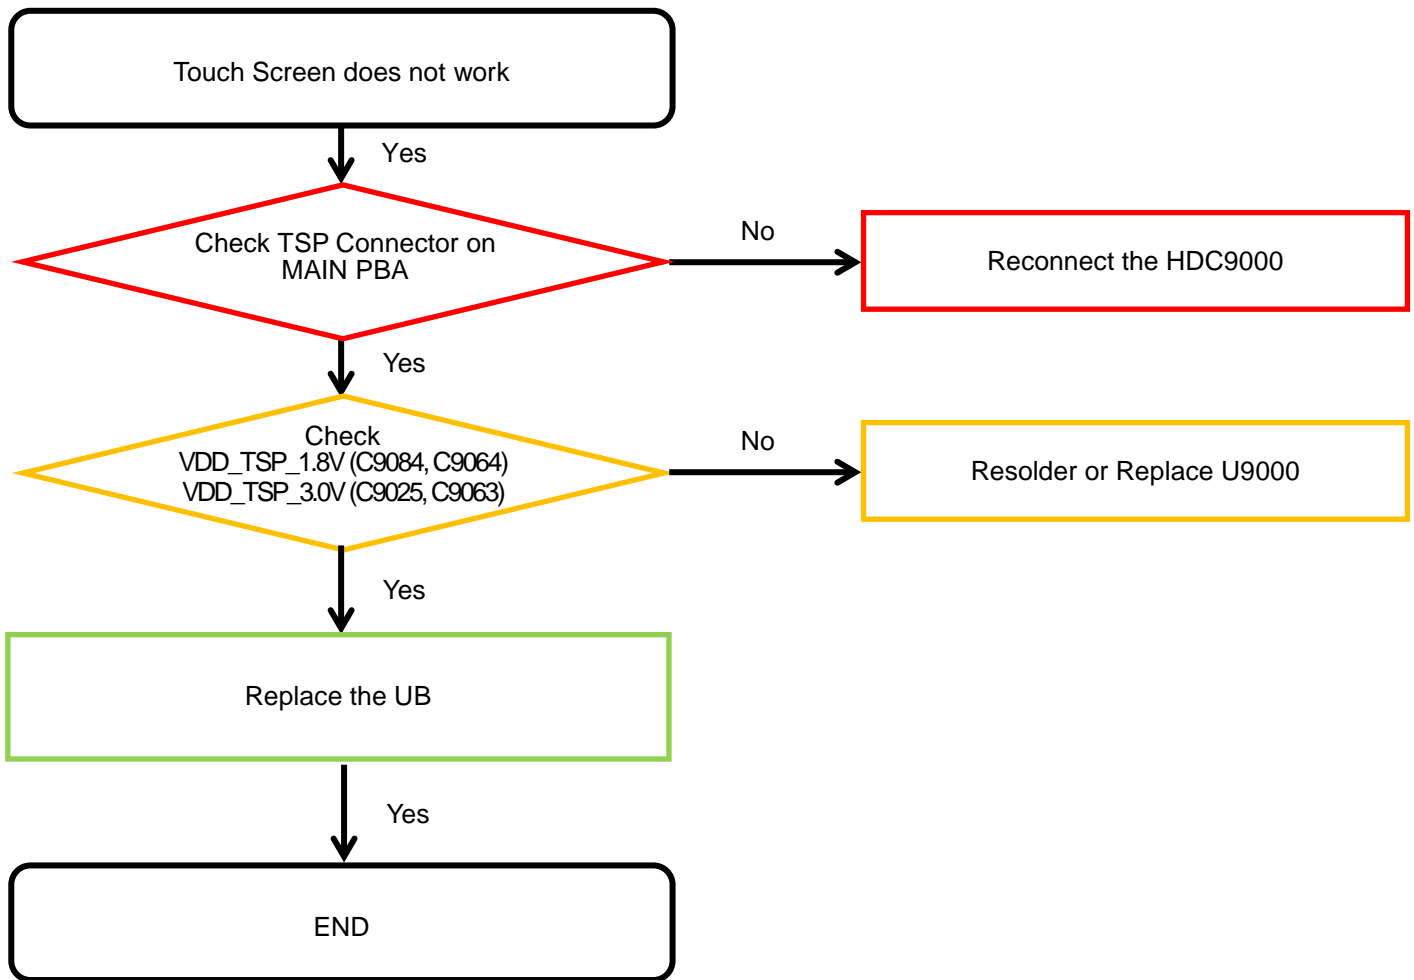 Touch Screen does not work
Yes
Check TSP Connector on
MAIN PBA
No
Reconnect the HDC9000
Yes
Check
VDD_TSP_1.8V (C9084, C9064)
VDD_TSP_3.0V (C9025, C9063)
No
Resolder or Replace U9000
Yes
Replace the UB
Yes
END